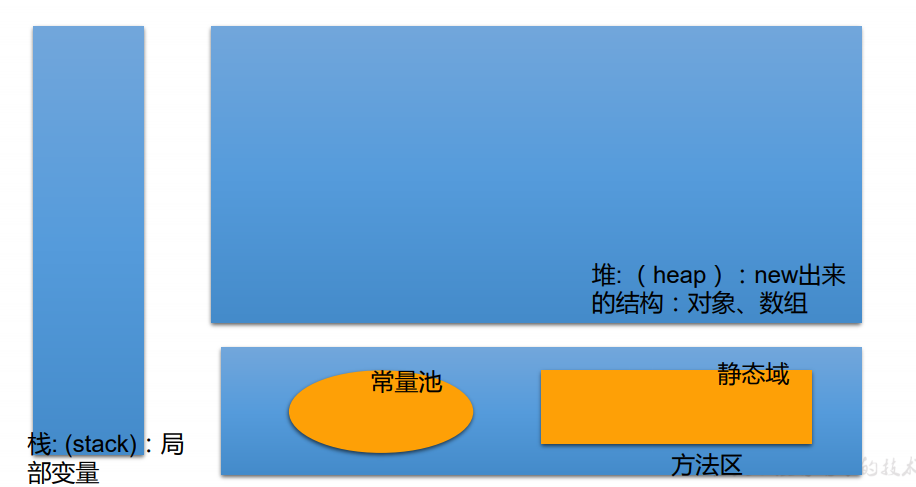 堆:（heap）：new出来
的结构：对象、数组
常量池
静态域
栈: (stack)：局
部变量
方法区
的技术